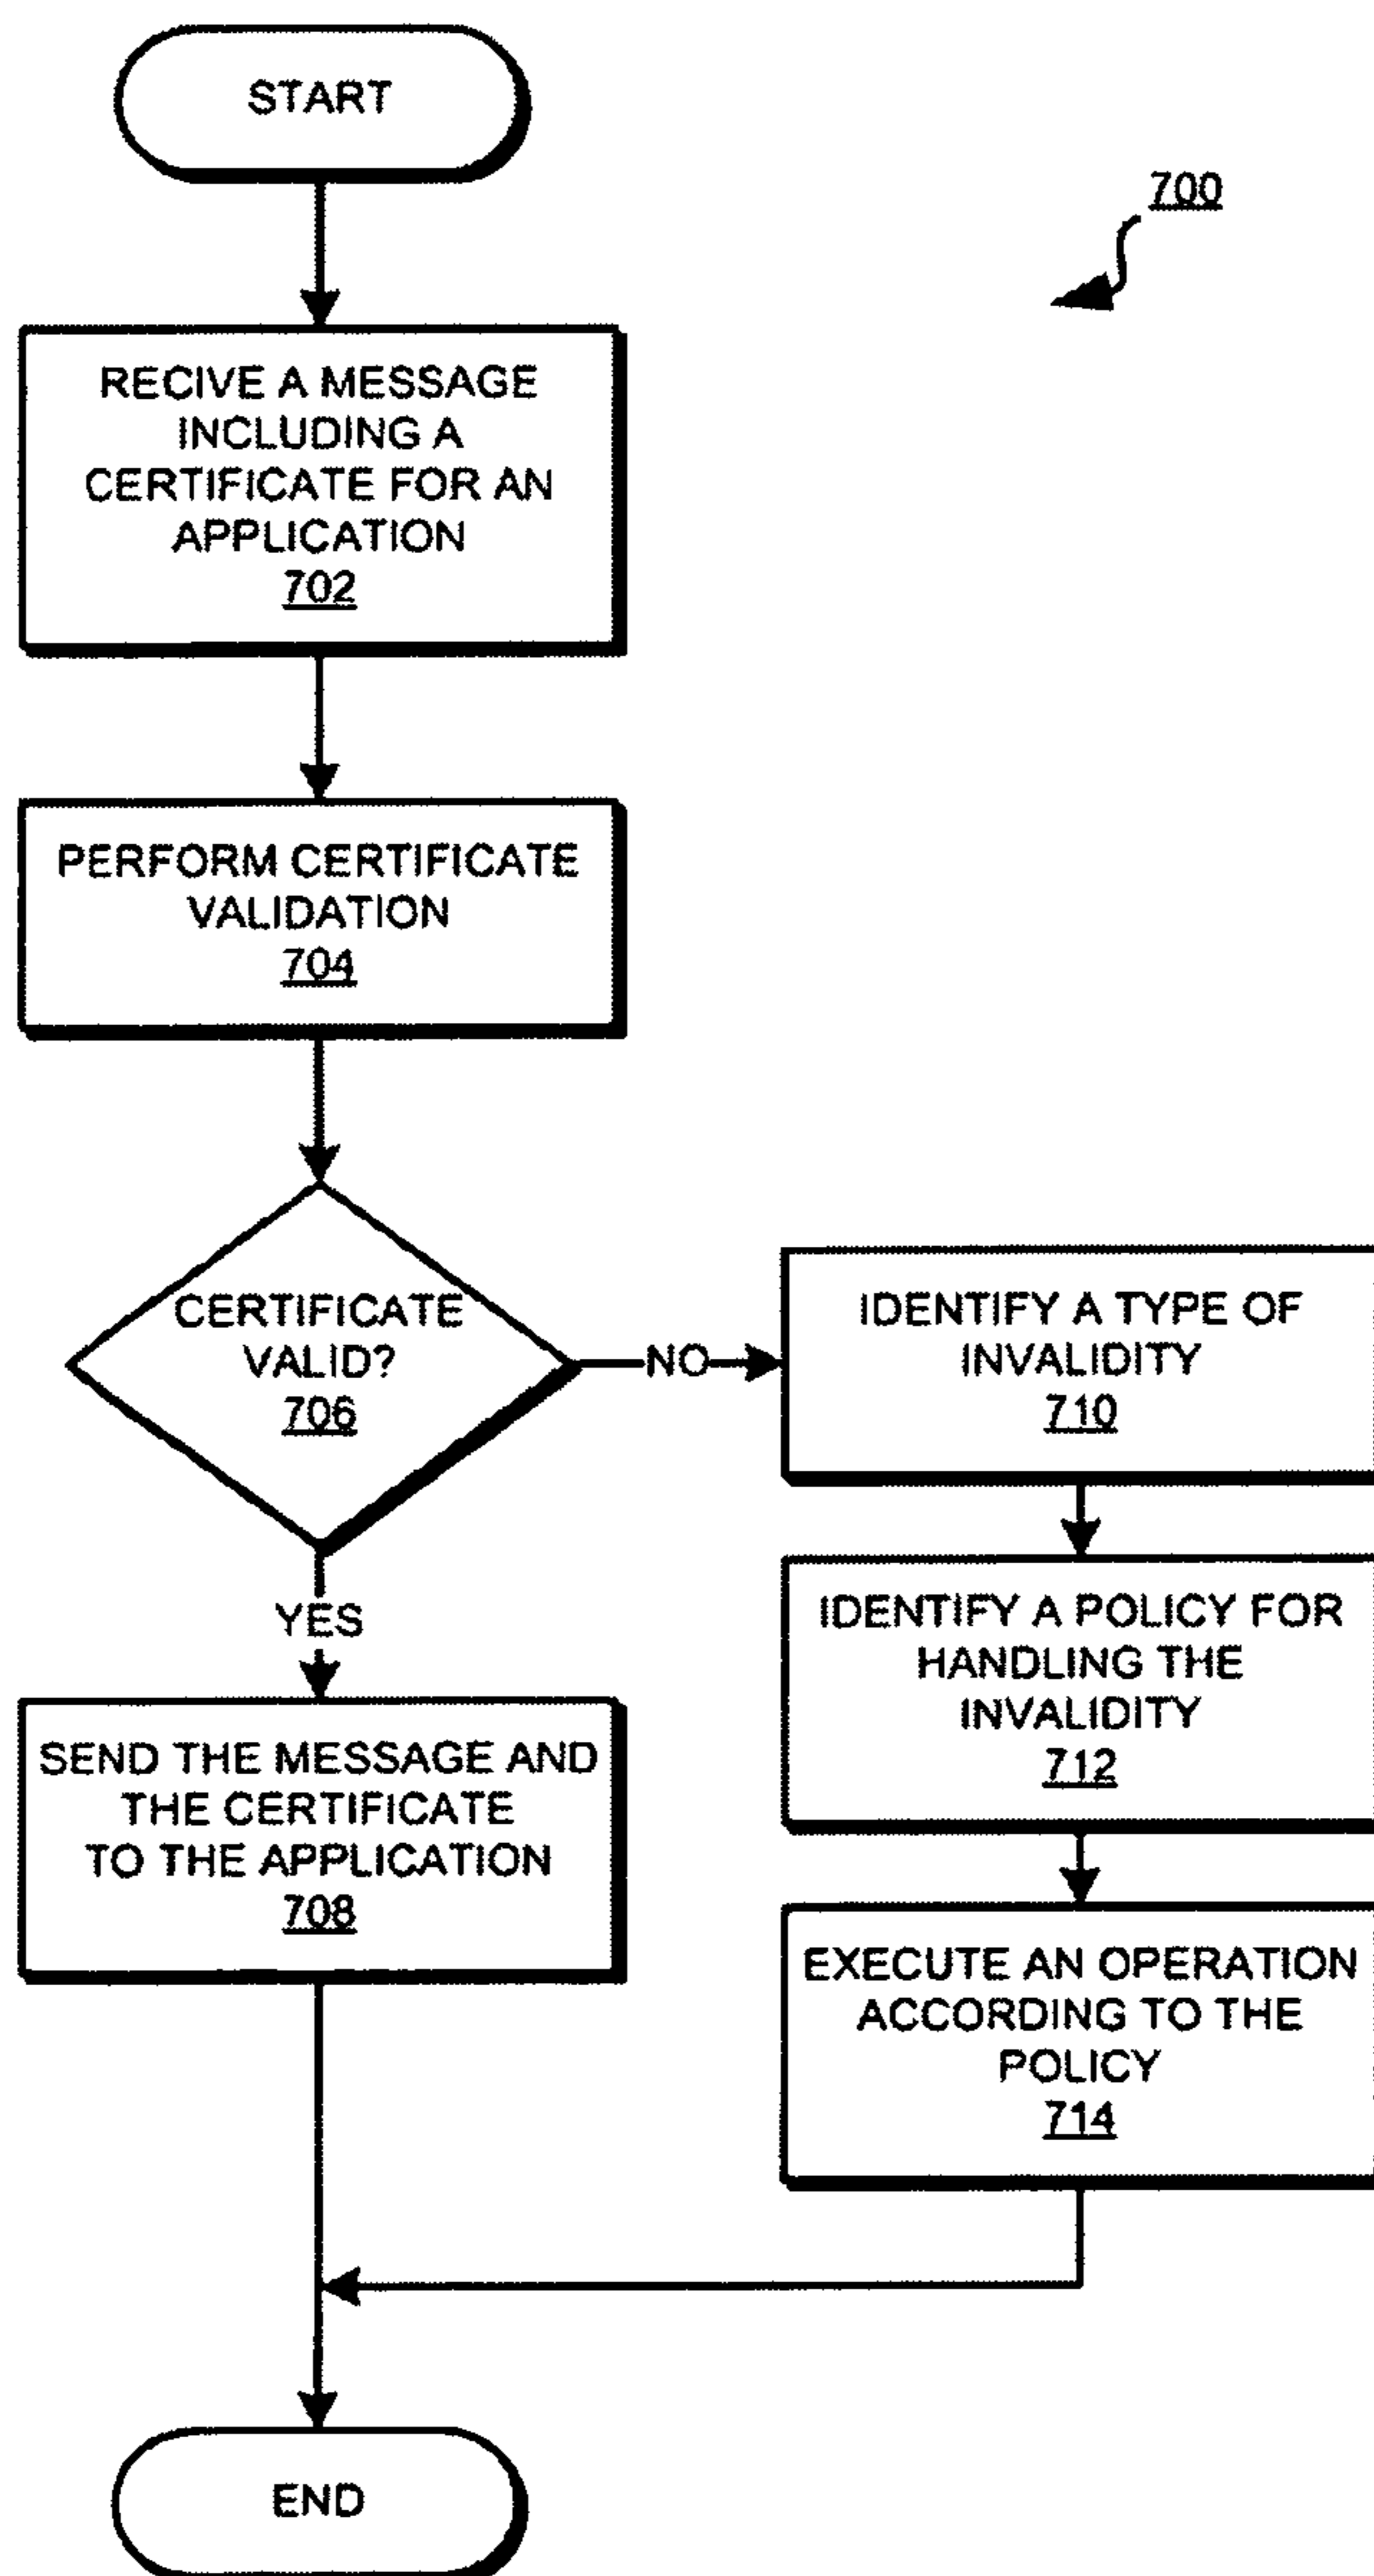 START
700
RECIVE A MESSAGE
INCLUDING A
CERTIFICATE FOR AN
APPLICATION
702
PERFORM CERTIFICATE
VALIDATION
704
CERTIFICATE
VALID?
706
NO
IDENTIFY A TYPE OF
INVALIDITY
710
YES
IDENTIFY A POLICY FOR
HANDLING THE
INVALIDITY
712
SEND THE MESSAGE AND
THE CERTIFICATE
TO THE APPLICATION
708
EXECUTE AN OPERATION
ACCORDING TO THE
POLICY
714
END